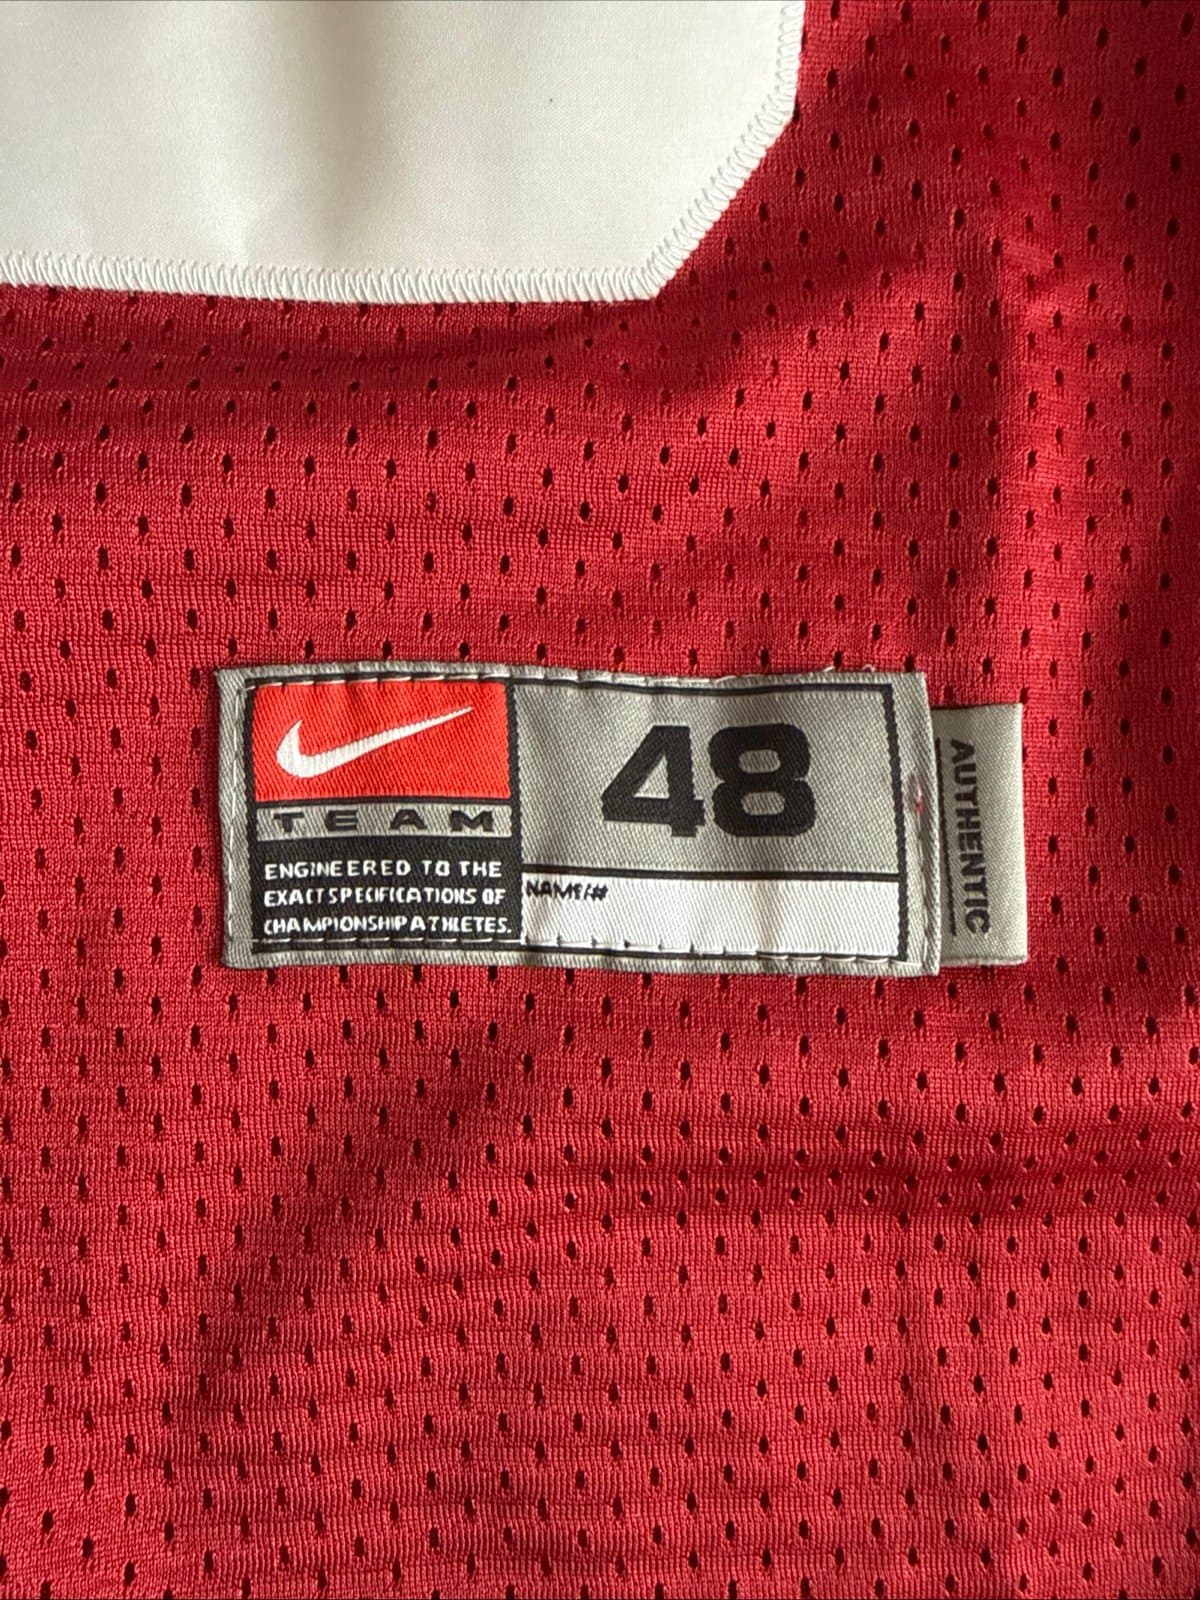 TEAM
ENGINEERED TO THE
EXACT SPECIFICATIONS OF
CHAMPIONSHIP ATHLETES.
48
NAME/#
AUTHENTIC